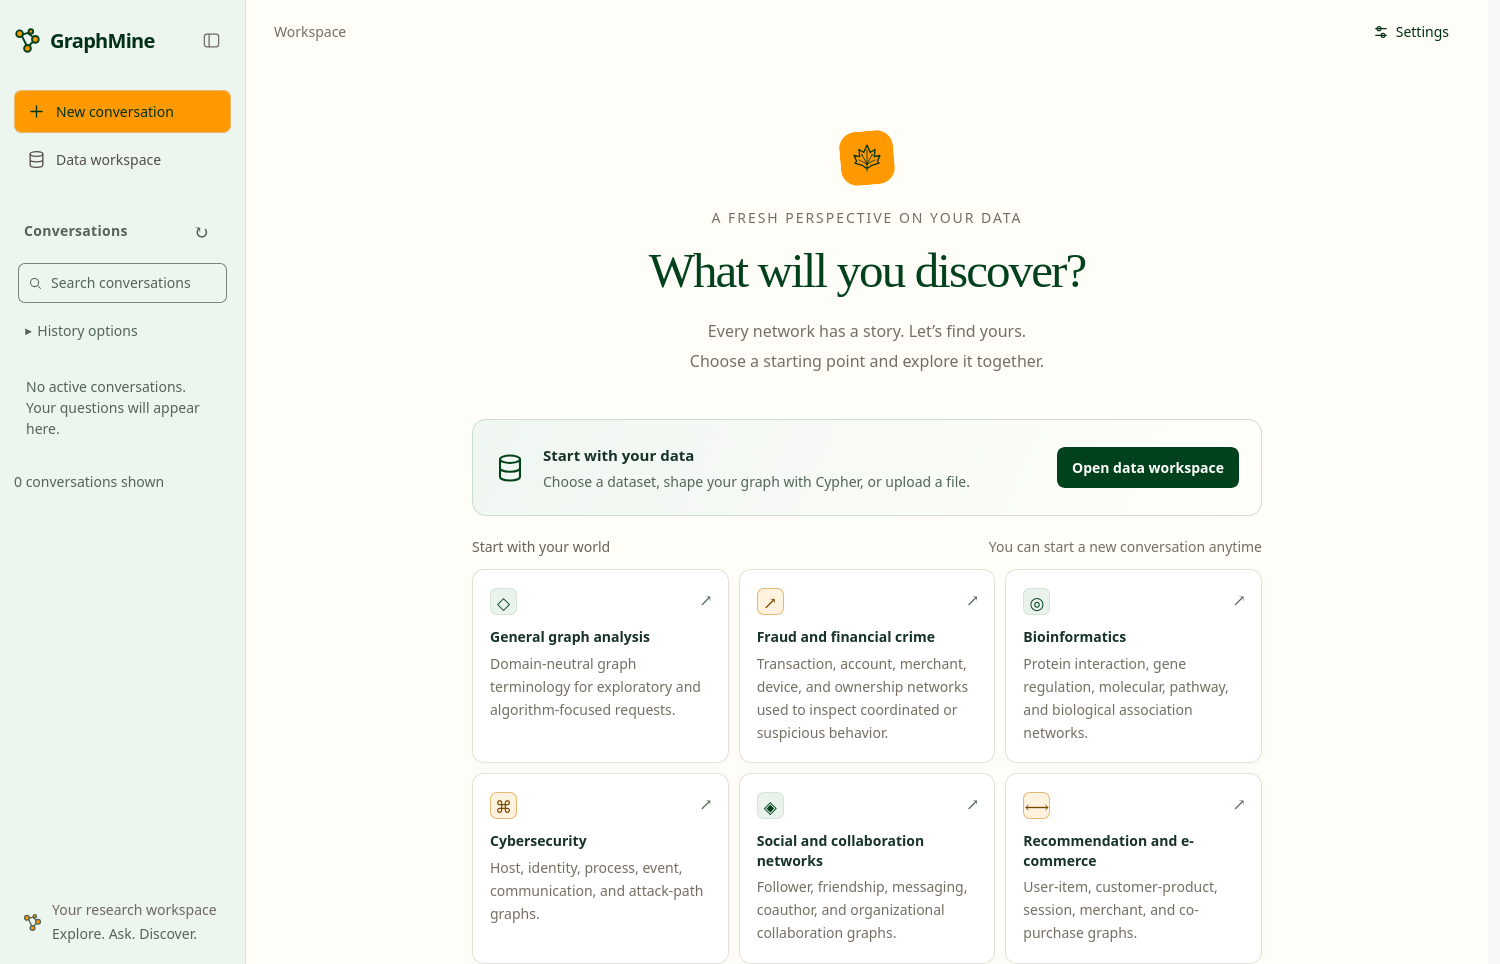 GraphMine
New conversation
Data workspace
Conversations
Search conversations
History options
No active conversations.
Your questions will appear
here.
0 conversations shown
Your research workspace
Explore. Ask. Discover.
Workspace
Settings
A FRESH PERSPECTIVE ON YOUR DATA
What will you discover?
Every network has a story. Let’s find yours.
Choose a starting point and explore it together.
Start with your data
Choose a dataset, shape your graph with Cypher, or upload a file.
Open data workspace
Start with your world
You can start a new conversation anytime
General graph analysis
Domain-neutral graph
terminology for exploratory and
algorithm-focused requests.
Fraud and financial crime
Transaction, account, merchant,
device, and ownership networks
used to inspect coordinated or
suspicious behavior.
Bioinformatics
Protein interaction, gene
regulation, molecular, pathway,
and biological association
networks.
Cybersecurity
Host, identity, process, event,
communication, and attack-path
graphs.
Social and collaboration
networks
Follower, friendship, messaging,
coauthor, and organizational
collaboration graphs.
Recommendation and e-
commerce
User-item, customer-product,
session, merchant, and co-
purchase graphs.